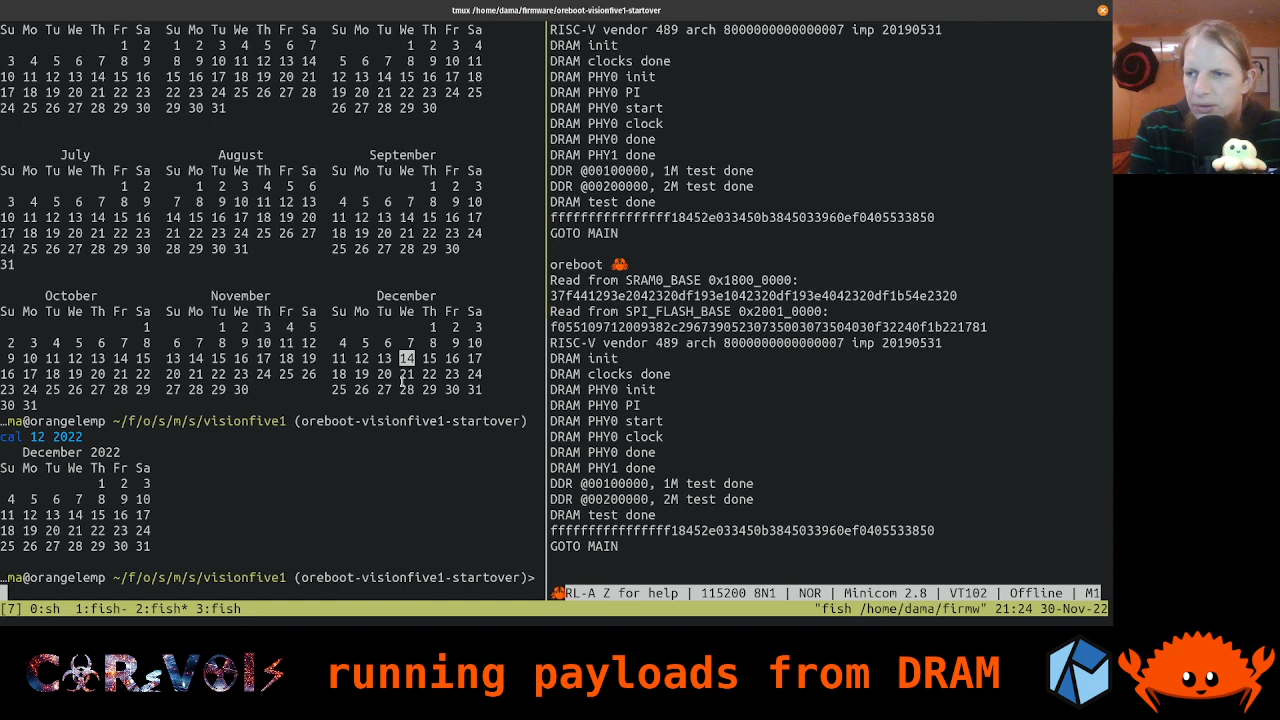 tmux /home/dama/firmware/oreboot-visionfive1-startover
Su Mo Tu We Th Fr Sa  Su Mo Tu We Th Fr Sa  Su Mo Tu We Th Fr Sa
                1  2   1  2  3  4  5  6  7            1  2  3  4
 3  4  5  6  7  8  9   8  9 10 11 12 13 14   5  6  7  8  9 10 11
10 11 12 13 14 15 16  15 16 17 18 19 20 21  12 13 14 15 16 17 18
17 18 19 20 21 22 23  22 23 24 25 26 27 28  19 20 21 22 23 24 25
24 25 26 27 28 29 30  29 30 31              26 27 28 29 30
        July                 August              September
Su Mo Tu We Th Fr Sa  Su Mo Tu We Th Fr Sa  Su Mo Tu We Th Fr Sa
                1  2      1  2  3  4  5  6               1  2  3
 3  4  5  6  7  8  9   7  8  9 10 11 12 13   4  5  6  7  8  9 10
10 11 12 13 14 15 16  14 15 16 17 18 19 20  11 12 13 14 15 16 17
17 18 19 20 21 22 23  21 22 23 24 25 26 27  18 19 20 21 22 23 24
24 25 26 27 28 29 30  28 29 30 31           25 26 27 28 29 30
31
      October               November              December
Su Mo Tu We Th Fr Sa  Su Mo Tu We Th Fr Sa  Su Mo Tu We Th Fr Sa
                   1         1  2  3  4  5               1  2  3
 2  3  4  5  6  7  8   6  7  8  9 10 11 12   4  5  6  7  8  9 10
 9 10 11 12 13 14 15  13 14 15 16 17 18 19  11 12 13 14 15 16 17
16 17 18 19 20 21 22  20 21 22 23 24 25 26  18 19 20 21 22 23 24
23 24 25 26 27 28 29  27 28 29 30           25 26 27 28 29 30 31
30 31
…ma@orangelemp ~/f/o/s/m/s/visionfive1 (oreboot-visionfive1-startover)
cal 12 2022
   December 2022
Su Mo Tu We Th Fr Sa
             1  2  3
 4  5  6  7  8  9 10
11 12 13 14 15 16 17
18 19 20 21 22 23 24
25 26 27 28 29 30 31
…ma@orangelemp ~/f/o/s/m/s/visionfive1 (oreboot-visionfive1-startover)>
RISC-V vendor 489 arch 8000000000000007 imp 20190531
DRAM init
DRAM clocks done
DRAM PHY0 init
DRAM PHY0 PI
DRAM PHY0 start
DRAM PHY0 clock
DRAM PHY0 done
DRAM PHY1 done
DDR @00100000, 1M test done
DDR @00200000, 2M test done
DRAM test done
ffffffffffffffff18452e033450b3845033960ef0405533850
GOTO MAIN
oreboot 🦀
Read from SRAM0_BASE 0x1800_0000:
37f441293e2042320df193e1042320df193e4042320df1b54e2320
Read from SPI_FLASH_BASE 0x2001_0000:
f055109712009382c29673905230735003073504030f32240f1b221781
RISC-V vendor 489 arch 8000000000000007 imp 20190531
DRAM init
DRAM clocks done
DRAM PHY0 init
DRAM PHY0 PI
DRAM PHY0 start
DRAM PHY0 clock
DRAM PHY0 done
DRAM PHY1 done
DDR @00100000, 1M test done
DDR @00200000, 2M test done
DRAM test done
ffffffffffffffff18452e033450b3845033960ef0405533850
GOTO MAIN
🦀RL-A Z for help | 115200 8N1 | NOR | Minicom 2.8 | VT102 | Offline | M1
[7] 0:sh  1:fish- 2:fish* 3:fish
"fish /home/dama/firmw" 21:24 30-Nov-22
running payloads from DRAM